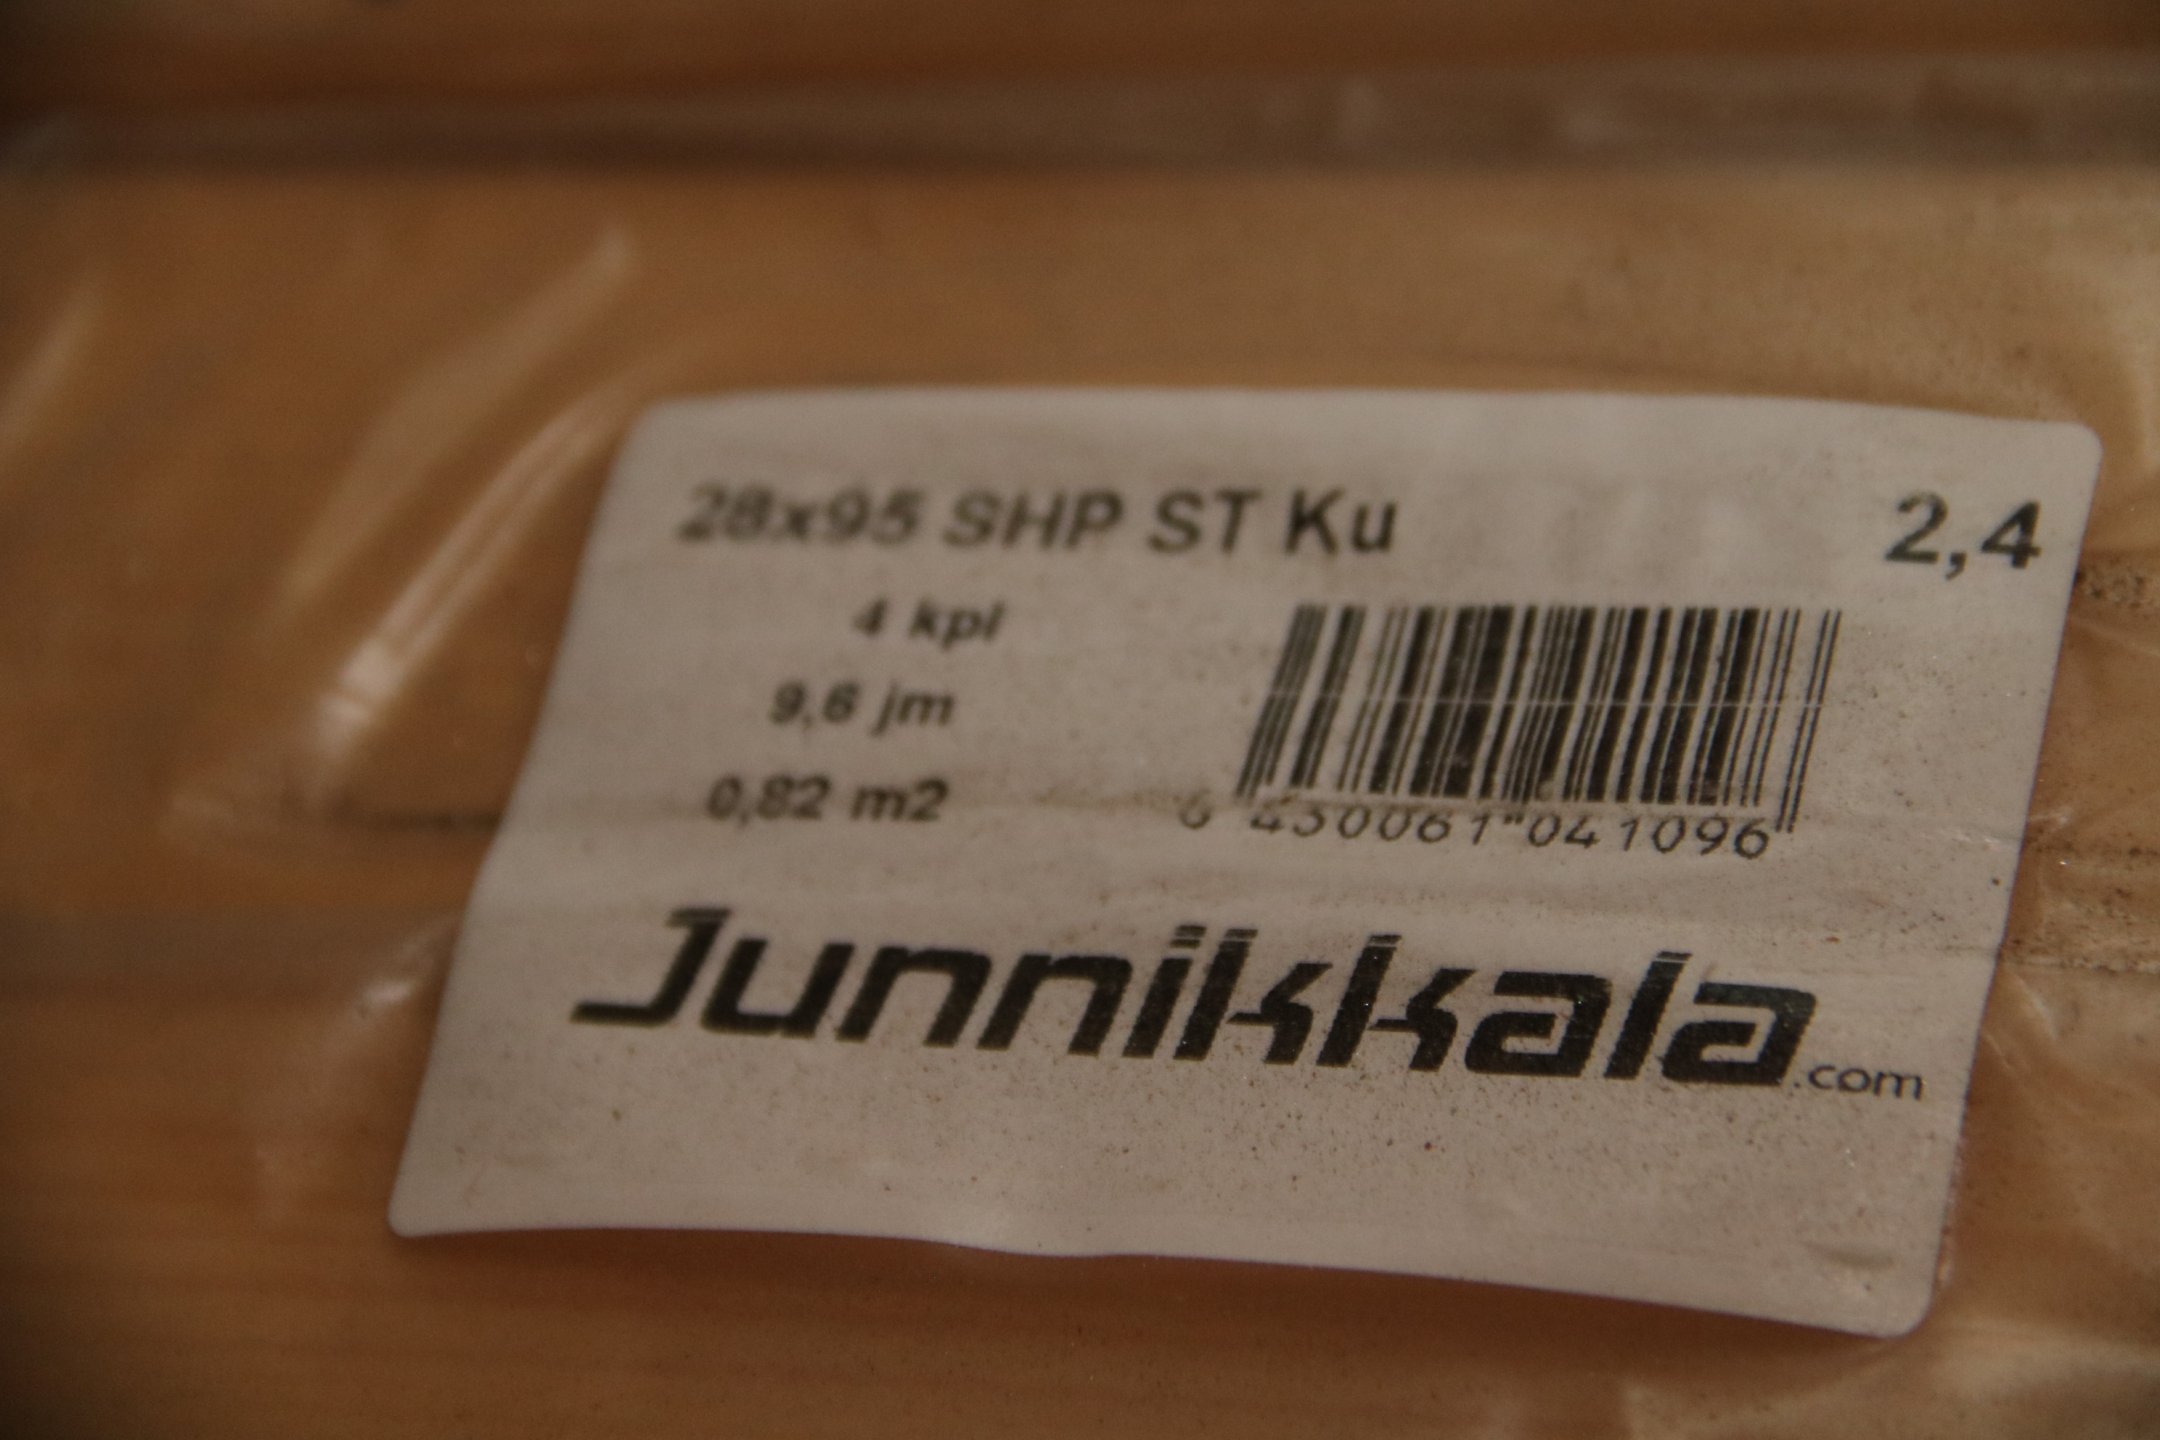 28x95 SHP ST Ku 2,4
4 kpl
9,6 jm
0,82 m2
6 430061 041096
Junnikkala.com